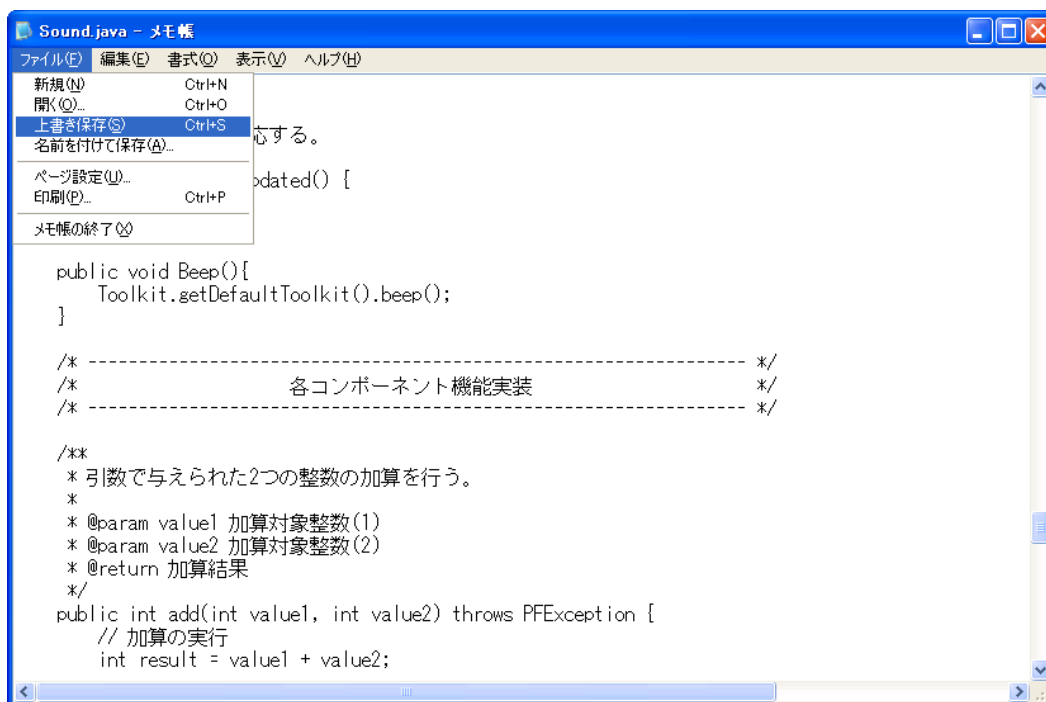 Sound.java - メモ帳
ファイル(F) 編集(E) 書式(O) 表示(V) ヘルプ(H)
新規(N) Ctrl+N
開く(O)... Ctrl+O
上書き保存(S) Ctrl+S
名前を付けて保存(A)...
ページ設定(U)...
印刷(P)... Ctrl+P
メモ帳の終了(X)
応する。
pdated() {
public void Beep(){
Toolkit.getDefaultToolkit().beep();
}
/* ----------------------------------------------------------------- */
/* 各コンポーネント機能実装 */
/* ----------------------------------------------------------------- */
/**
* 引数で与えられた2つの整数の加算を行う。
*
* @param value1 加算対象整数(1)
* @param value2 加算対象整数(2)
* @return 加算結果
*/
public int add(int value1, int value2) throws PFException {
// 加算の実行
int result = value1 + value2;